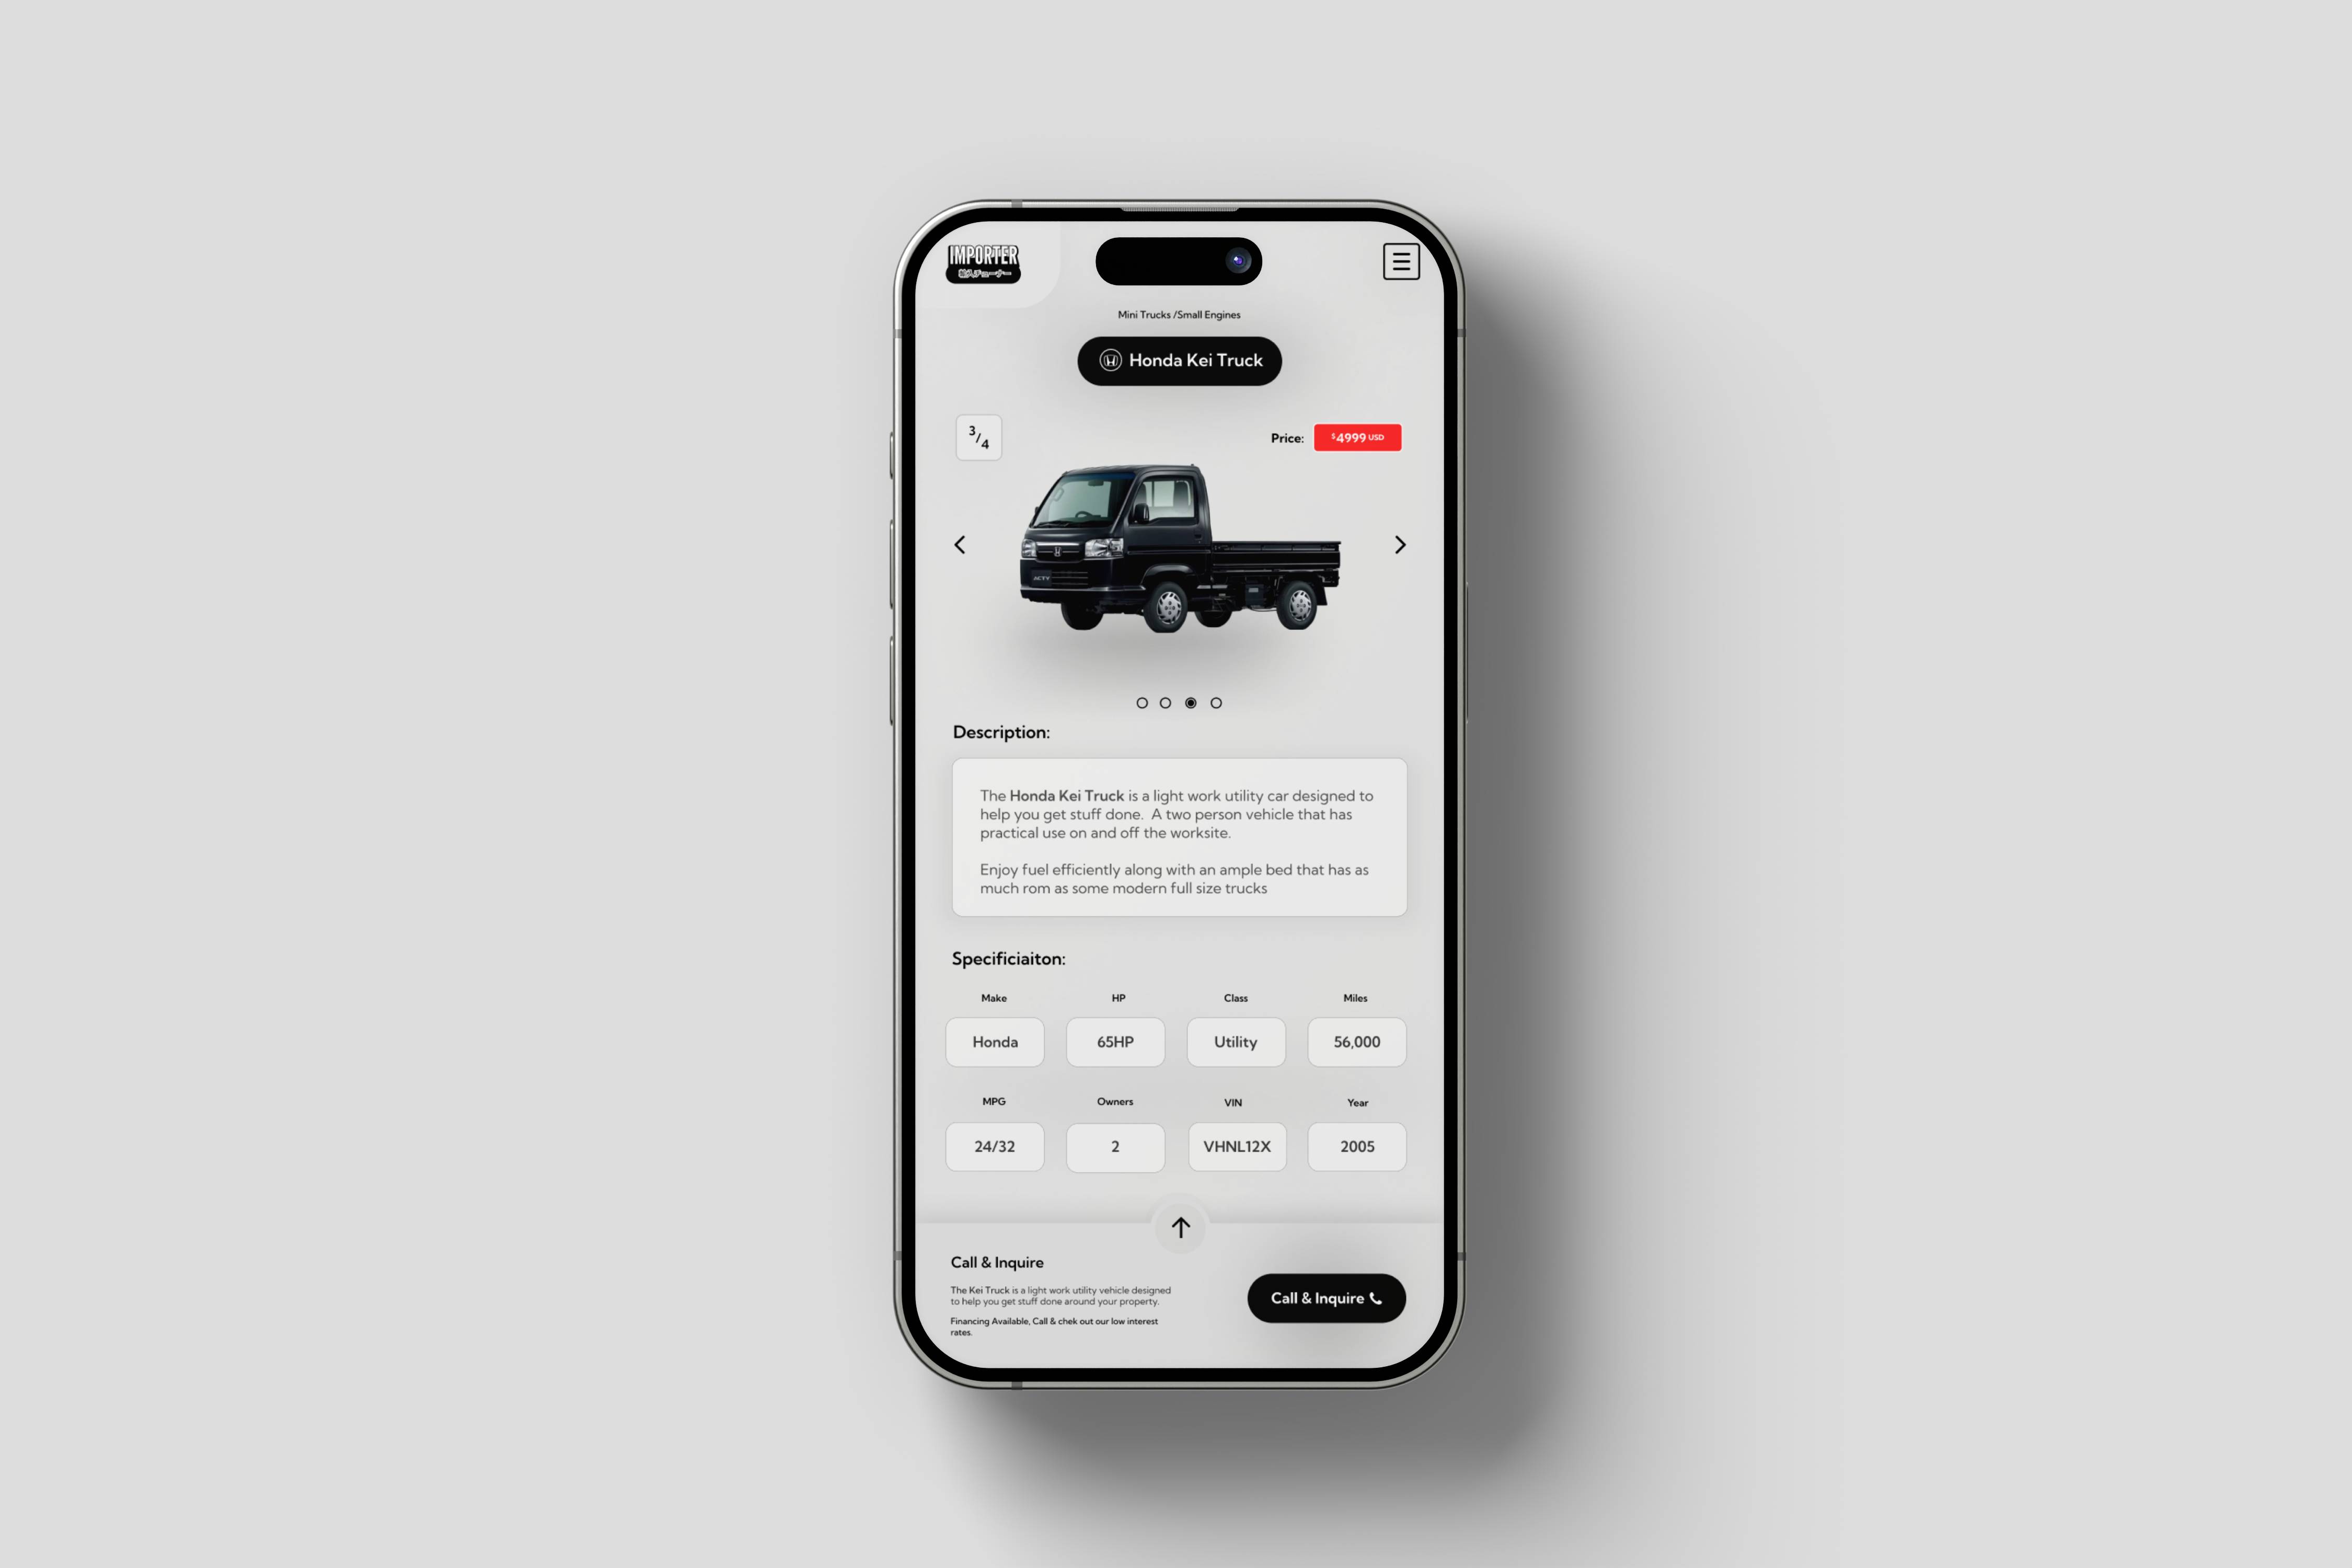 IMPORTER
Mini Trucks /Small Engines
Honda Kei Truck
3/4
Price: $4999 USD
ACTY
Description:
The Honda Kei Truck is a light work utility car designed to
help you get stuff done.  A two person vehicle that has
practical use on and off the worksite.
Enjoy fuel efficiently along with an ample bed that has as
much rom as some modern full size trucks
Specificiaiton:
Make HP Class Miles
Honda 65HP Utility 56,000
MPG Owners VIN Year
24/32 2 VHNL12X 2005
Call & Inquire
The Kei Truck is a light work utility vehicle designed
to help you get stuff done around your property.
Financing Available, Call & chek out our low interest
rates.
Call & Inquire